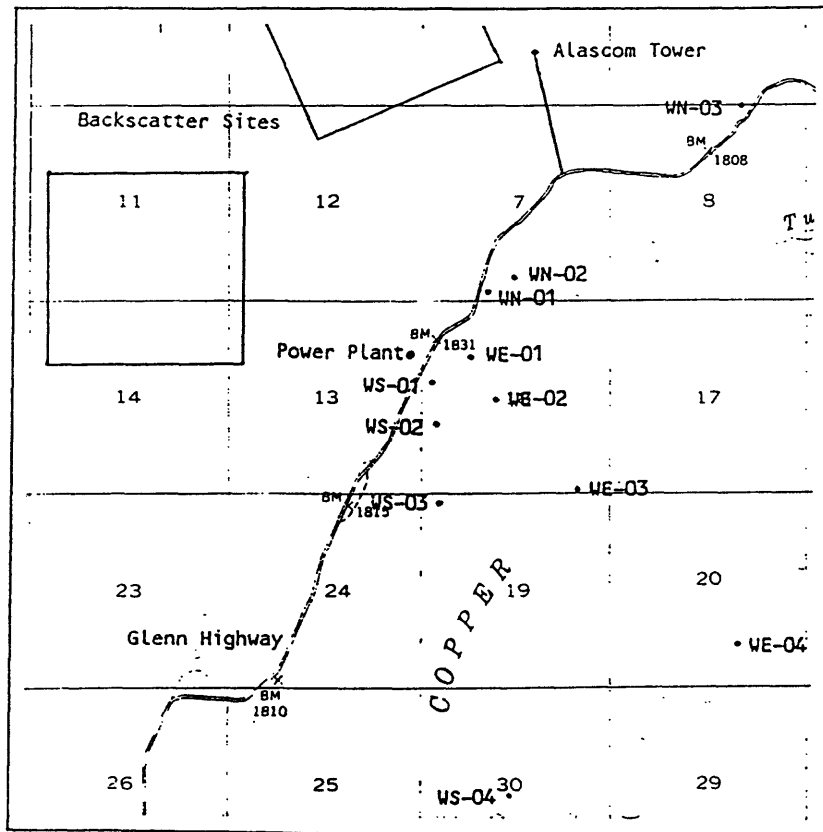 Alascom Tower
WN-03
Backscatter Sites
BM
1808
11
12
7
8
Tu
WN-02
WN-01
BM
1831
Power Plant
WE-01
WS-01
14
13
WE-02
17
WS-02
WE-03
BM
WS-03
1815
COPPER
23
24
19
20
Glenn Highway
WE-04
BM
1810
26
25
WS-04
30
29